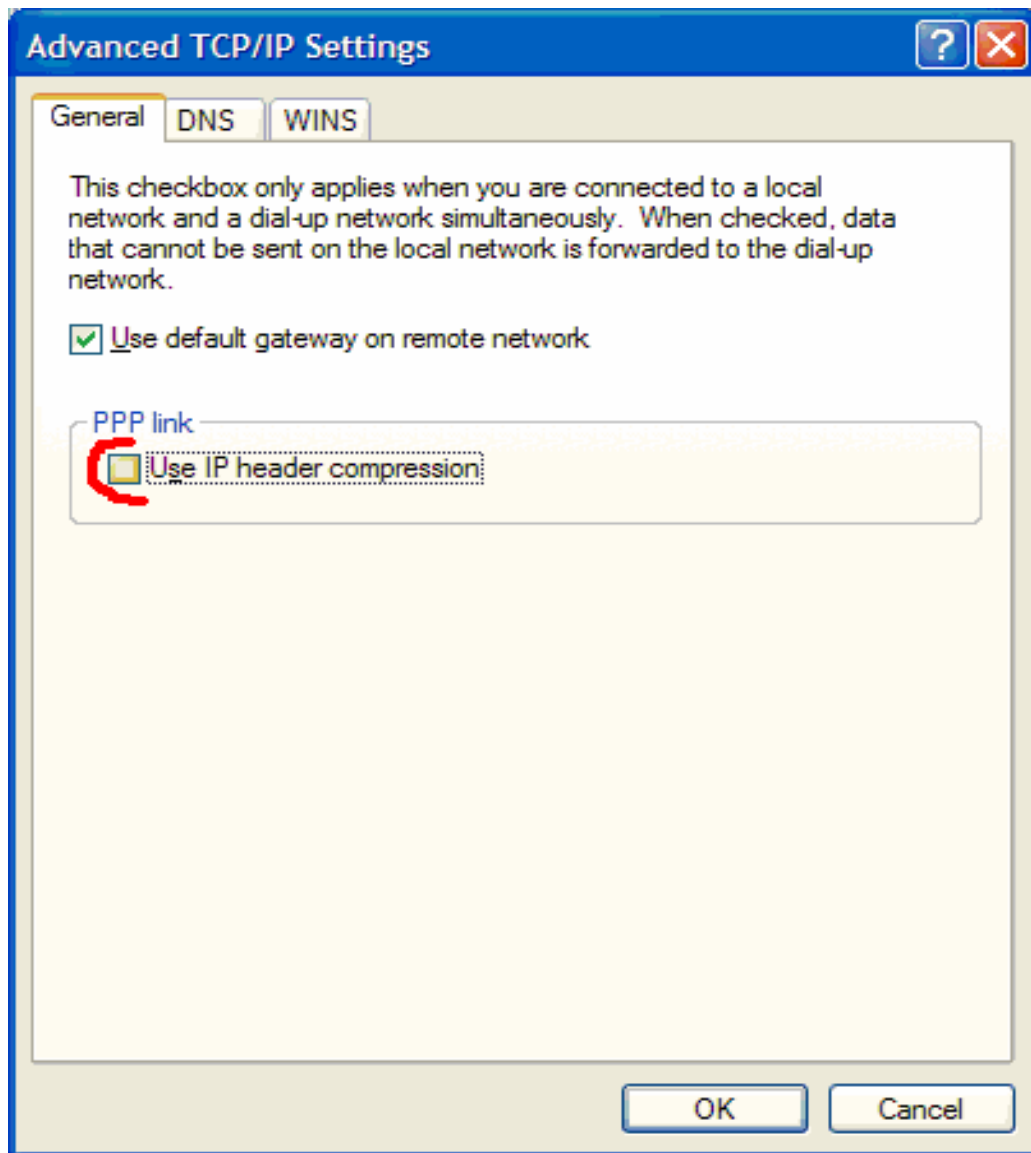 Advanced TCP/IP Settings
General DNS WINS
This checkbox only applies when you are connected to a local
network and a dial-up network simultaneously. When checked, data
that cannot be sent on the local network is forwarded to the dial-up
network.
Use default gateway on remote network
PPP link
Use IP header compression
OK Cancel